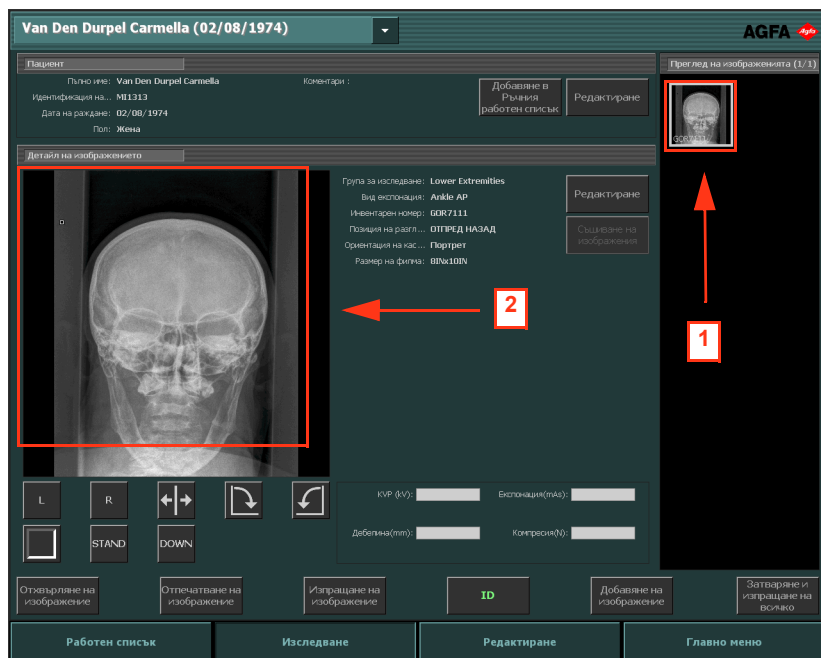 Van Den Durpel Carmella (02/08/1974)
AGFA Agfa
Пациент
Пълно име: Van Den Durpel Carmella
Коментари :
Идентификация на... MI1313
Дата на раждане: 02/08/1974
Пол: Жена
Добавяне в
Ръчния
работен списък
Редактиране
Преглед на изображенията (1/1)
GOR7111
Детайл на изображението
Група за изследване: Lower Extremities
Вид експонация: Ankle AP
Инвентарен номер: GOR7111
Позиция на разгл... ОТПРЕД НАЗАД
Ориентация на кас... Портрет
Размер на филма: 8INx10IN
Редактиране
Съшиване на
изображения
2
1
L
R
STAND
DOWN
KVP (kV):
Експонация(mAs):
Дебелина(mm):
Компресия(N):
Отхвърляне на
изображение
Отпечатване на
изображение
Изпращане на
изображение
ID
Добавяне на
изображение
Затваряне и
изпращане на
всичко
Работен списък
Изследване
Редактиране
Главно меню